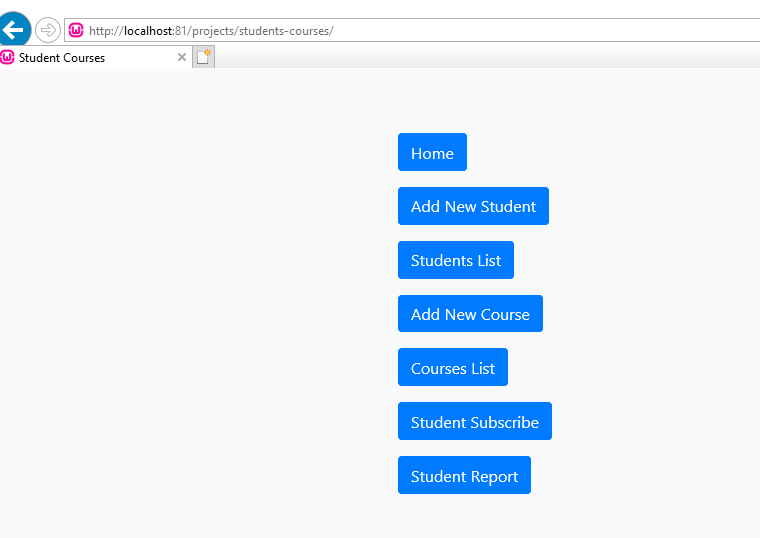 http://localhost:81/projects/students-courses/
Student Courses
Home
Add New Student
Students List
Add New Course
Courses List
Student Subscribe
Student Report